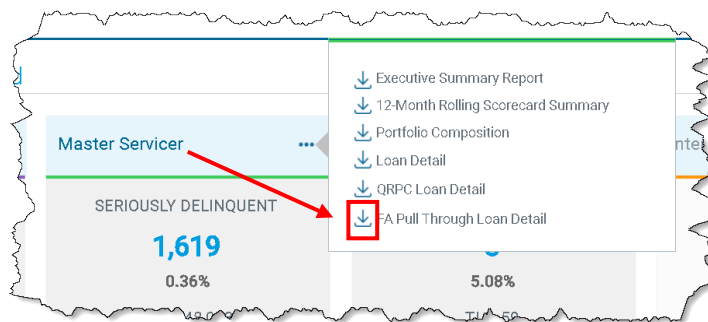 Executive Summary Report
12-Month Rolling Scorecard Summary
Portfolio Composition
Loan Detail
QRPC Loan Detail
FA Pull Through Loan Detail
Master Servicer
SERIOUSLY DELINQUENT
1,619
0.36%
5.08%